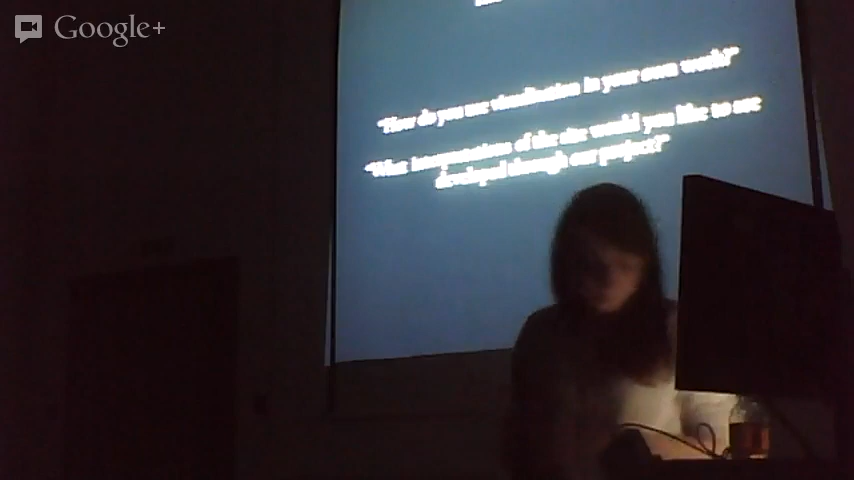 Google+
"How do you use visualisation in your own work?"
"What interpretations of the site would you like to see
developed through our project?"